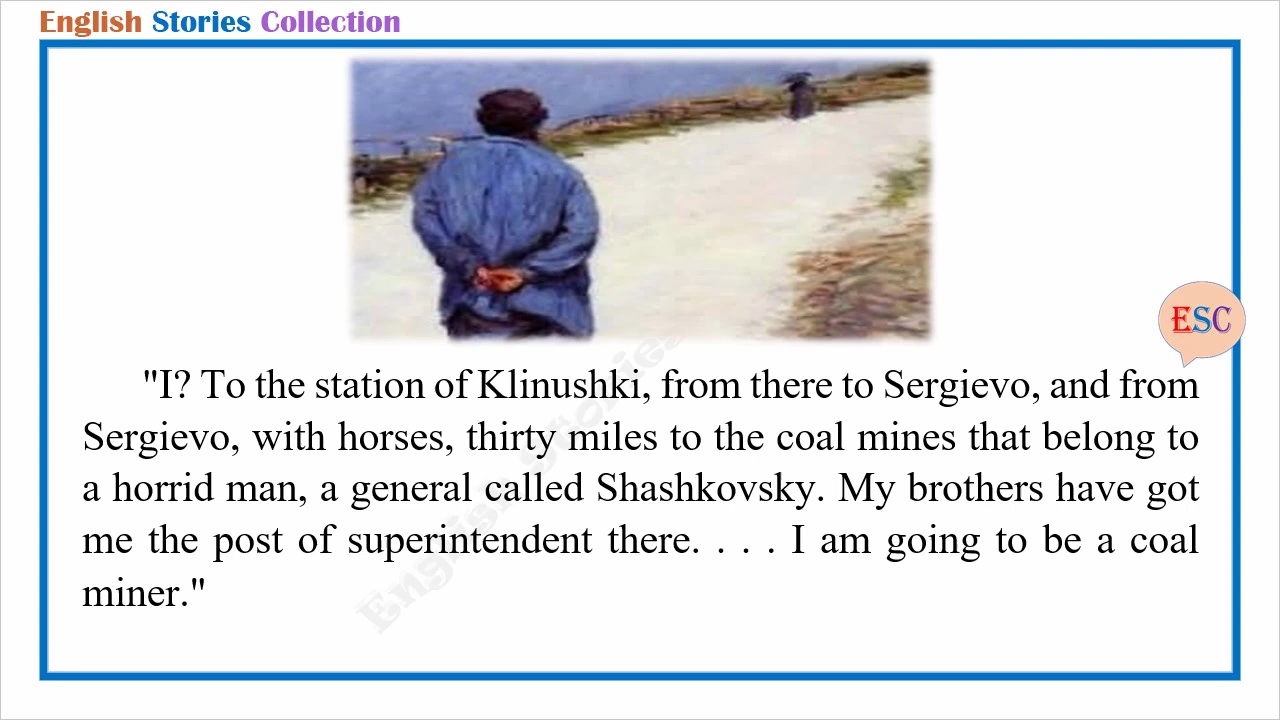 English Stories Collection
ESC
"I? To the station of Klinushki, from there to Sergievo, and from
Sergievo, with horses, thirty miles to the coal mines that belong to
a horrid man, a general called Shashkovsky. My brothers have got
me the post of superintendent there. . . . I am going to be a coal
miner."
English Stories